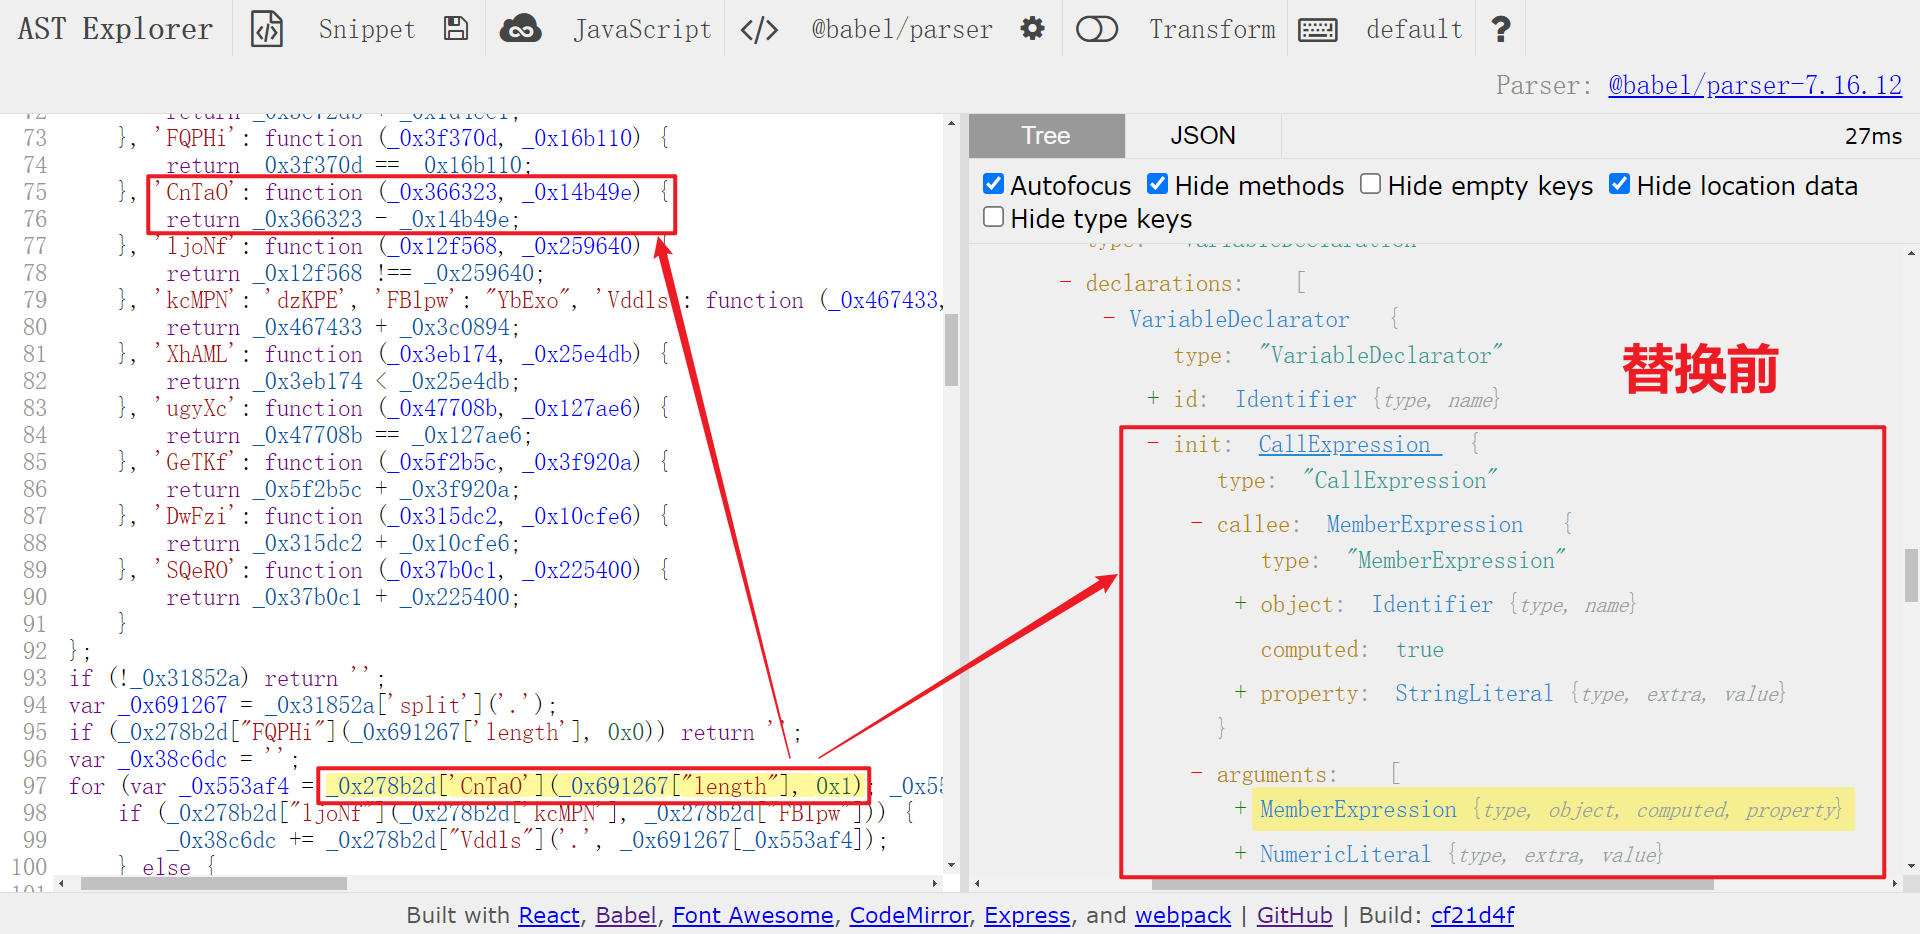 AST Explorer Snippet JavaScript </> @babel/parser Transform default ?
Parser: @babel/parser-7.16.12
73 }, 'FQPHi': function (_0x3f370d, _0x16b110) {
74 return _0x3f370d == _0x16b110;
75 }, 'CnTaO': function (_0x366323, _0x14b49e) {
76 return _0x366323 - _0x14b49e;
77 }, 'ljoNf': function (_0x12f568, _0x259640)
78 return _0x12f568 !== _0x259640;
79 }, 'kcMPN': 'dzKPE', 'FBlpw': "YbExo", 'Vddls': function (_0x467433,
80 return _0x467433 + _0x3c0894;
81 }, 'XhAML': function (_0x3eb174, _0x25e4db) {
82 return _0x3eb174 < _0x25e4db;
83 }, 'ugyXc': function (_0x47708b, _0x127ae6) {
84 return _0x47708b == _0x127ae6;
85 }, 'GeTKf': function (_0x5f2b5c, _0x3f920a) {
86 return _0x5f2b5c + _0x3f920a;
87 }, 'DwFzi': function (_0x315dc2, _0x10cfe6) {
88 return _0x315dc2 + _0x10cfe6;
89 }, 'SQeRO': function (_0x37b0c1, _0x225400) {
90 return _0x37b0c1 + _0x225400;
91 }
92 };
93 if (!_0x31852a) return '';
94 var _0x691267 = _0x31852a['split']('.');
95 if (_0x278b2d["FQPHi"](_0x691267['length'], 0x0)) return '';
96 var _0x38c6dc = '';
97 for (var _0x553af4 = _0x278b2d['CnTaO'](_0x691267["length"], 0x1); _0x55
98 if (_0x278b2d["ljoNf"](_0x278b2d['kcMPN'], _0x278b2d["FBlpw"])) {
99 _0x38c6dc += _0x278b2d["Vddls"]('.', _0x691267[_0x553af4]);
100 } else {
Tree JSON 27ms
Autofocus Hide methods Hide empty keys Hide location data
Hide type keys
- declarations: [
- VariableDeclarator {
type: "VariableDeclarator"
替换前
+ id: Identifier {type, name}
- init: CallExpression {
type: "CallExpression"
- callee: MemberExpression {
type: "MemberExpression"
+ object: Identifier {type, name}
computed: true
+ property: StringLiteral {type, extra, value}
}
- arguments: [
+ MemberExpression {type, object, computed, property}
+ NumericLiteral {type, extra, value}
Built with React, Babel, Font Awesome, CodeMirror, Express, and webpack | GitHub | Build: cf21d4f